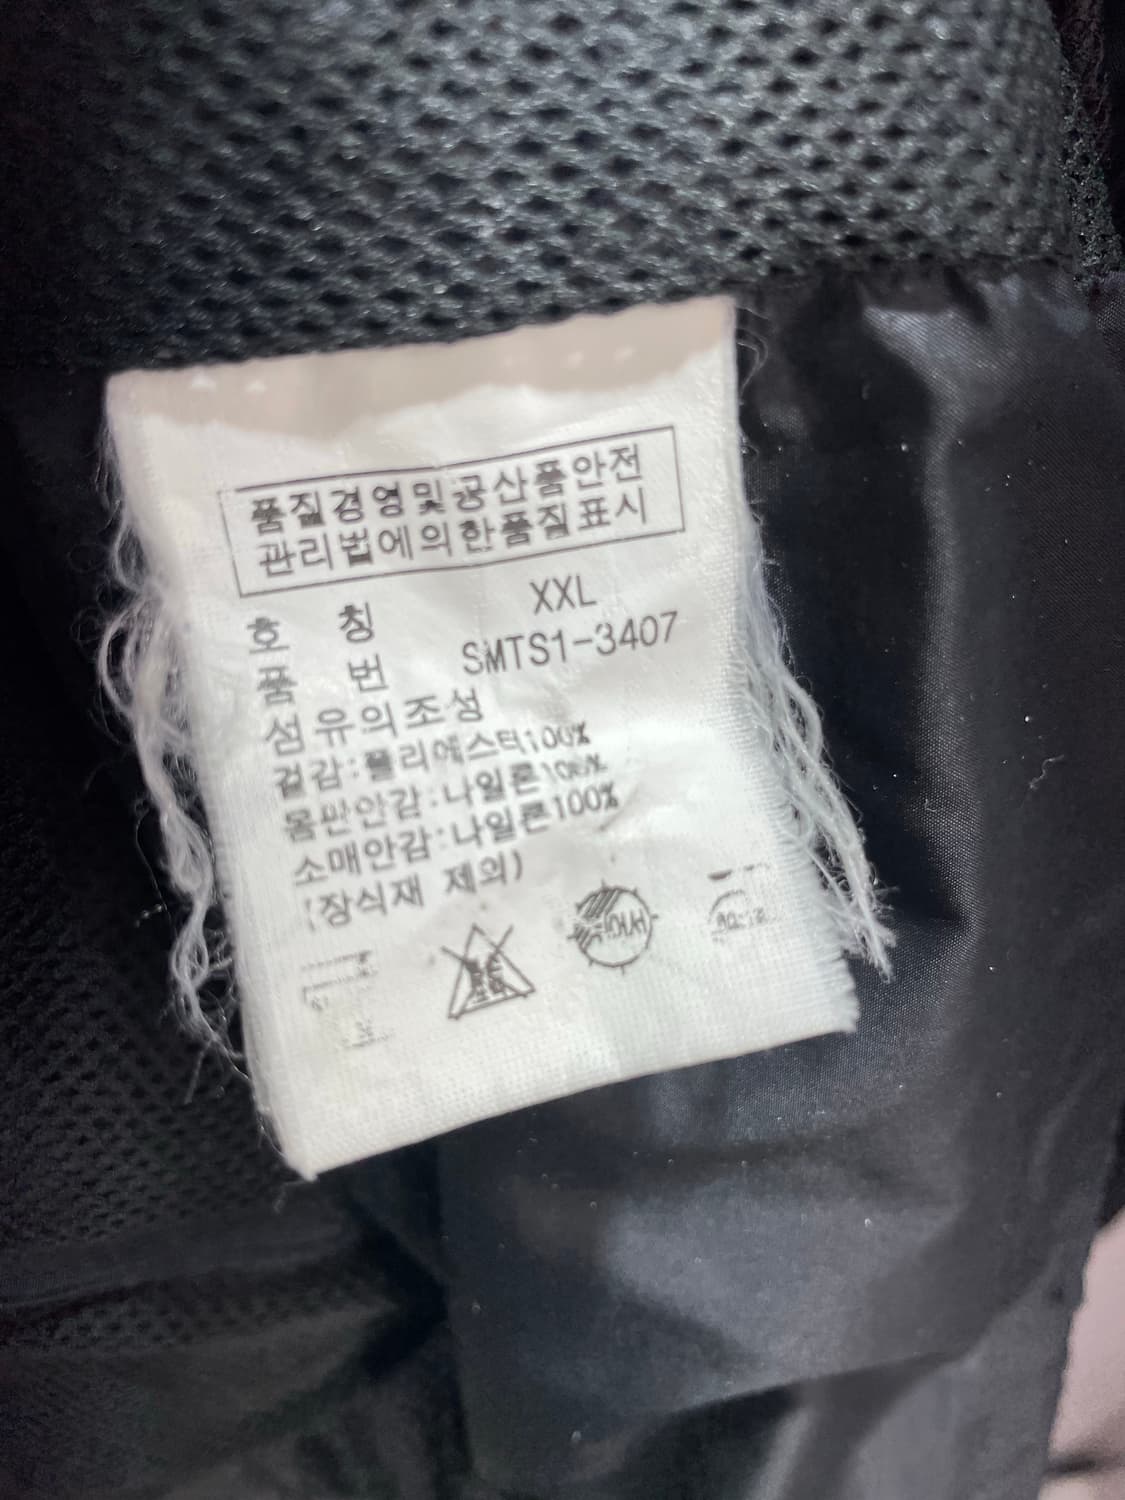 품질경영및공산품안전
관리법에의한품질표시
호 칭 XXL
품 번 SMTS1-3407
섬유의조성
겉감:폴리에스터100%
몸판안감:나일론100%
소매안감:나일론100%
(장식재 제의)